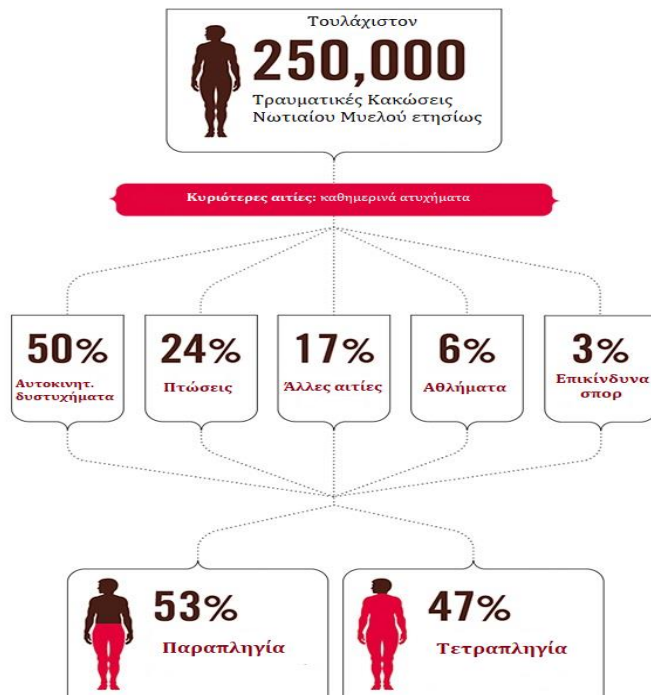 Τουλάχιστον
250,000
Τραυματικές Κακώσεις
Νωτιαίου Μυελού ετησίως
Κυριότερες αιτίες: καθημερινά ατυχήματα
50%
Αυτοκινητ.
δυστυχήματα
24%
Πτώσεις
17%
Άλλες αιτίες
6%
Αθλήματα
3%
Επικίνδυνα
σπορ
53%
Παραπληγία
47%
Τετραπληγία